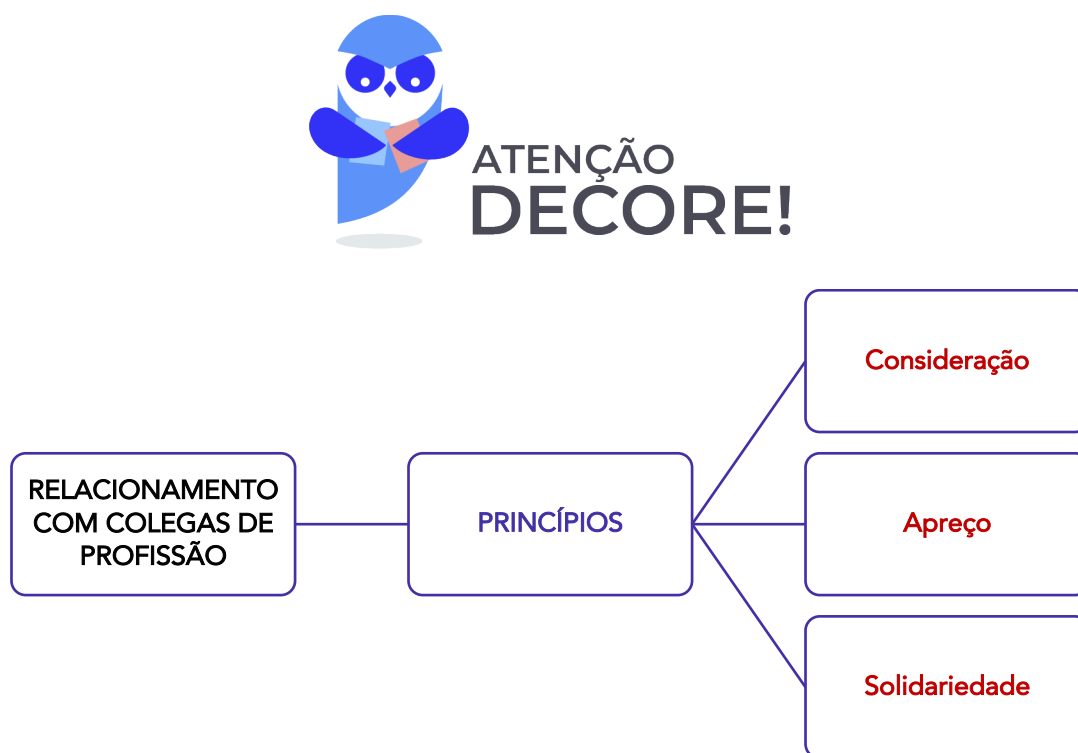 ATENÇÃO
DECORE!
RELACIONAMENTO
COM COLEGAS DE
PROFISSÃO
PRINCÍPIOS
Consideração
Apreço
Solidariedade